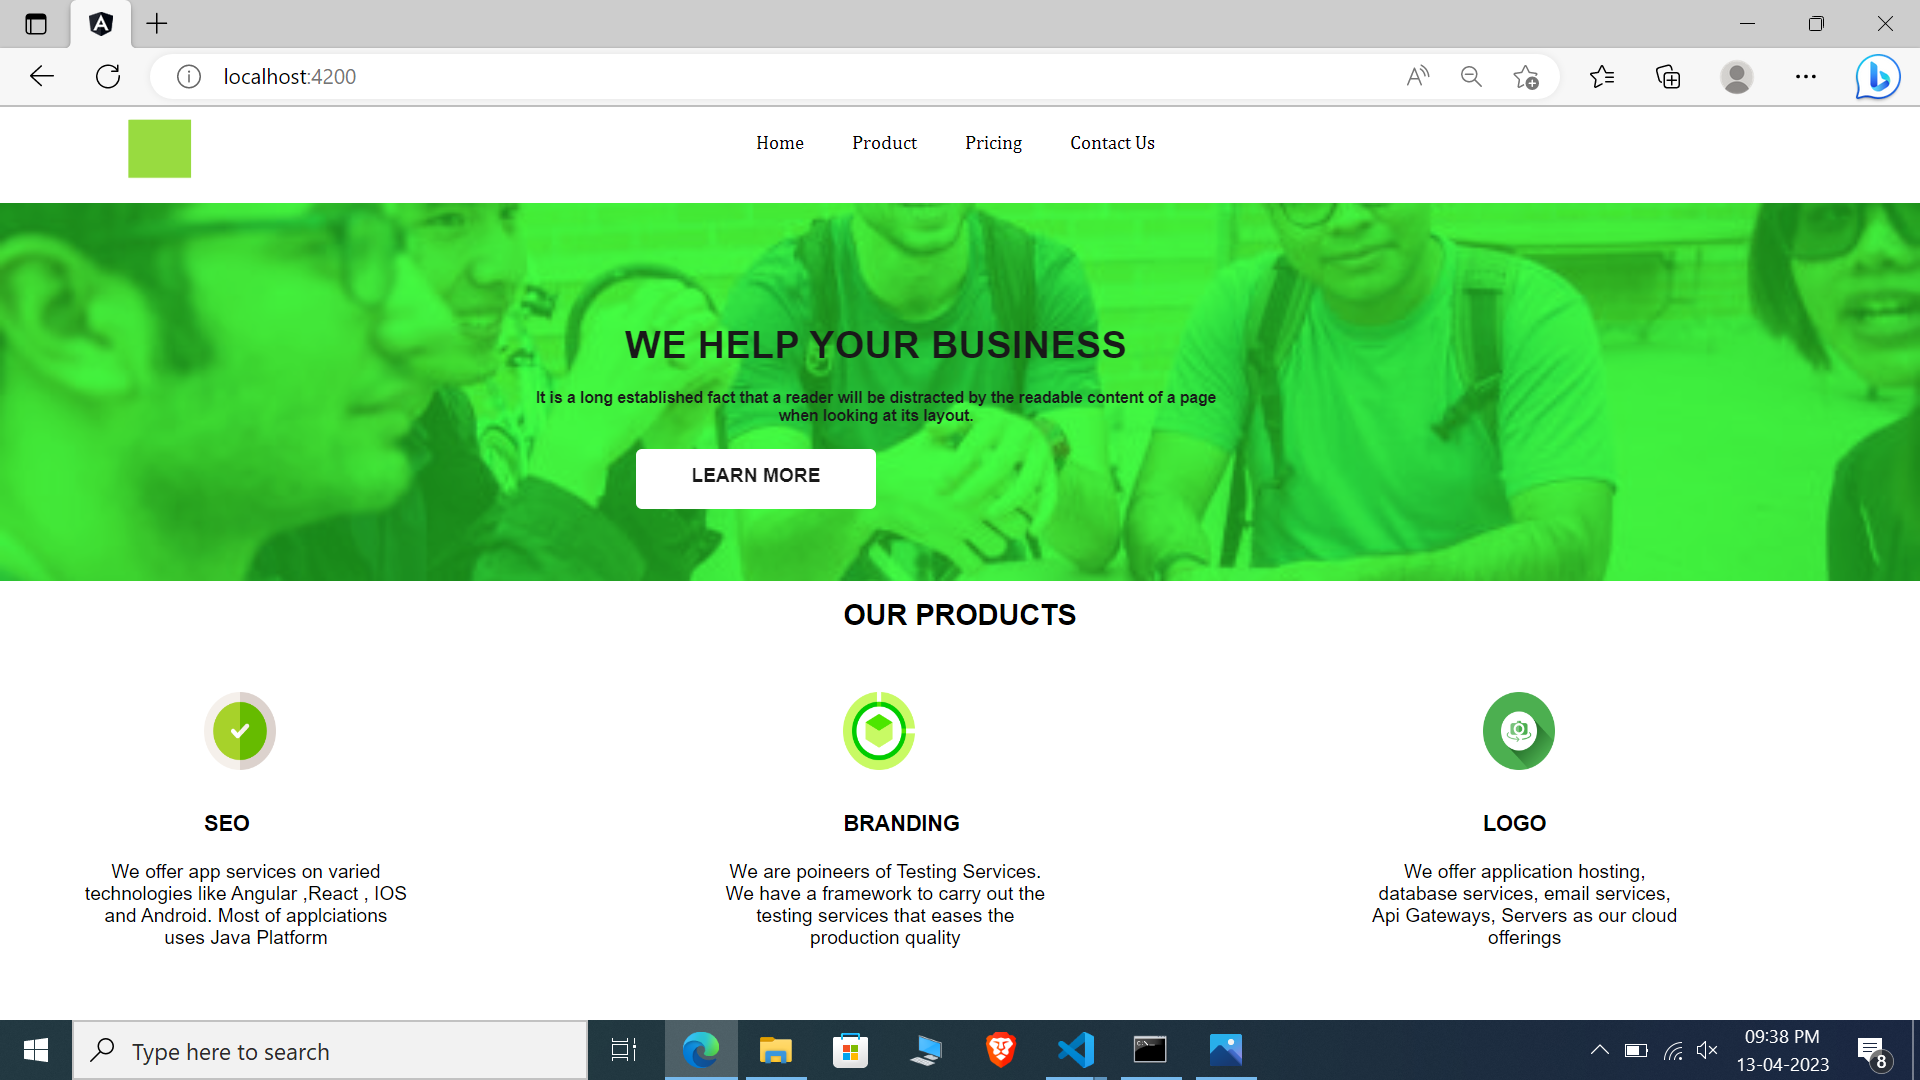 localhost:4200
Home Product Pricing Contact Us
WE HELP YOUR BUSINESS
It is a long established fact that a reader will be distracted by the readable content of a page
when looking at its layout.
LEARN MORE
OUR PRODUCTS
SEO
We offer app services on varied
technologies like Angular ,React , IOS
and Android. Most of applciations
uses Java Platform
BRANDING
We are poineers of Testing Services.
We have a framework to carry out the
testing services that eases the
production quality
LOGO
We offer application hosting,
database services, email services,
Api Gateways, Servers as our cloud
offerings
Type here to search
09:38 PM
13-04-2023
8